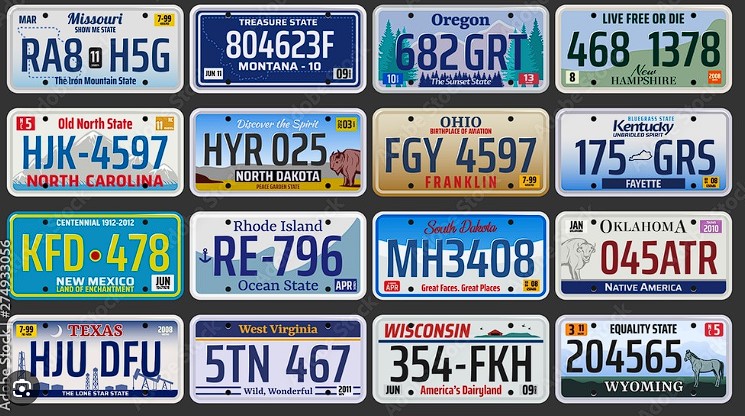 MAR Missouri 7-99
SHOW ME STATE
RA8 11 H5G
The Iron Mountain State
TREASURE STATE
804623F
JUN 11 MONTANA - 10 09
Oregon
682 GRT
10 The Sunset State 13
LIVE FREE OR DIE
468 1378
8 New HAMPSHIRE 2008
5 Old North State 11
HJK-4597
NORTH CAROLINA
Discover the Spirit 03
HYR 025
NORTH DAKOTA
PEACE GARDEN STATE
OHIO
BIRTHPLACE OF AVIATION
FGY 4597
FRANKLIN 7-99
BLUEGRASS STATE
Kentucky
UNBRIDLED SPIRIT
175 GRS
FAYETTE 08
CENTENNIAL 1912-2012
KFD•478
NEW MEXICO JUN
LAND OF ENCHANTMENT
Rhode Island
RE-796
Ocean State APR
South Dakota
MH3408
APR Great Faces. Great Places 08
JAN OKLAHOMA 2010
045ATR
NATIVE AMERICA
7-99 TEXAS 2008
HJU DFU
THE LONE STAR STATE
West Virginia
5TN 467
Wild, Wonderful 2011
WISCONSIN
354-FKH
JUN America's Dairyland 09
3 11 EQUALITY STATE 5
204565
WYOMING
Adobe Stock | #274933056